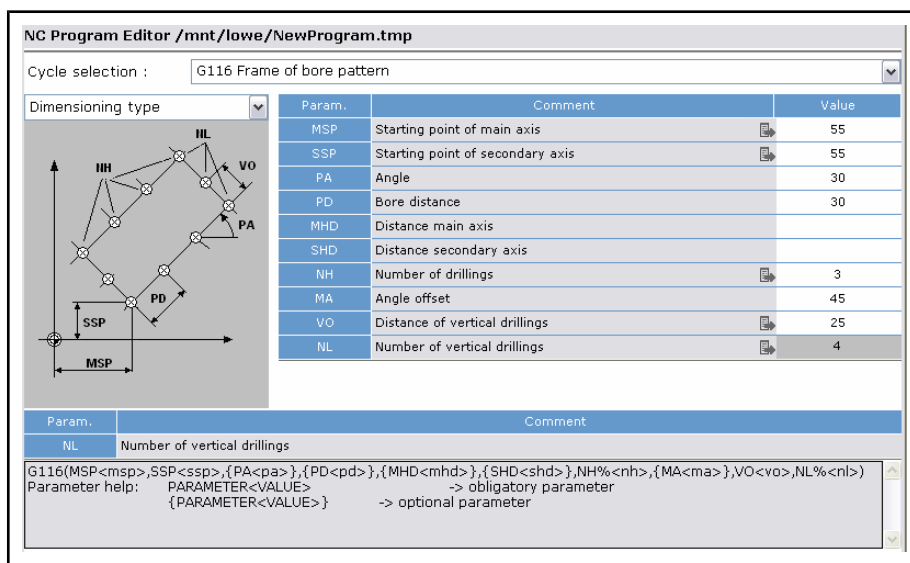 NC Program Editor /mnt/lowe/NewProgram.tmp
Cycle selection : G116 Frame of bore pattern
Dimensioning type
NL
NH
VO
PA
PD
SSP
MSP
Param. Comment Value
MSP Starting point of main axis 55
SSP Starting point of secondary axis 55
PA Angle 30
PD Bore distance 30
MHD Distance main axis
SHD Distance secondary axis
NH Number of drillings 3
MA Angle offset 45
VO Distance of vertical drillings 25
NL Number of vertical drillings 4
Param. Comment
NL Number of vertical drillings
G116(MSP<msp>,SSP<ssp>,{PA<pa>},{PD<pd>},{MHD<mhd>},{SHD<shd>},NH%<nh>,{MA<ma>},VO<vo>,NL%<nl>)
Parameter help: PARAMETER<VALUE> -> obligatory parameter
{PARAMETER<VALUE>} -> optional parameter